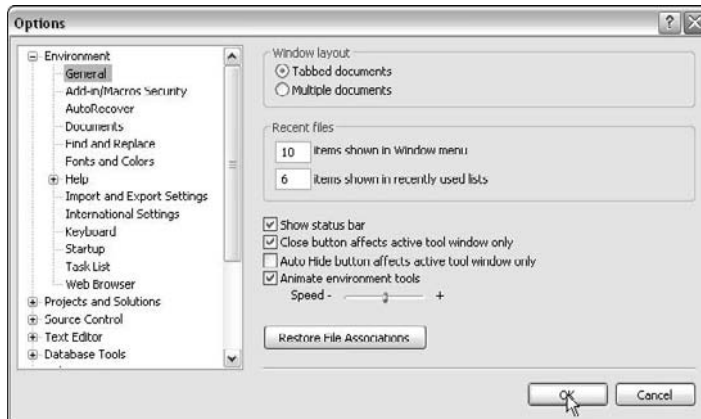 Options
Environment
General
Add-in/Macros Security
AutoRecover
Documents
Find and Replace
Fonts and Colors
Help
Import and Export Settings
International Settings
Keyboard
Startup
Task List
Web Browser
Projects and Solutions
Source Control
Text Editor
Database Tools
Window layout
Tabbed documents
Multiple documents
Recent files
10 items shown in Window menu
6 items shown in recently used lists
Show status bar
Close button affects active tool window only
Auto Hide button affects active tool window only
Animate environment tools
Speed - +
Restore File Associations
OK
Cancel